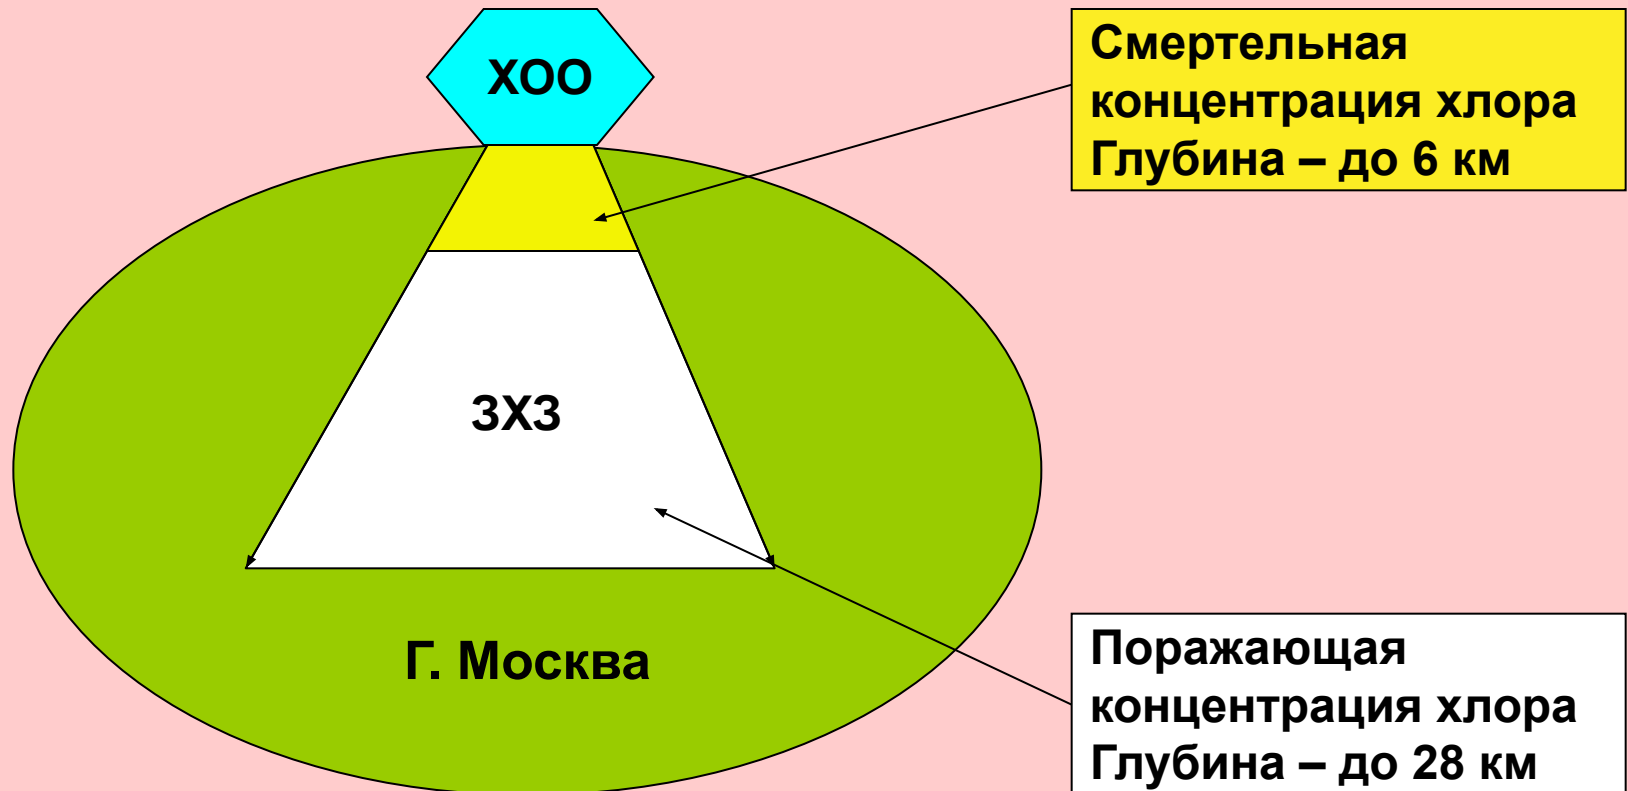 ХОО
Смертельная
концентрация хлора
Глубина – до 6 км
ЗХЗ
Г. Москва
Поражающая
концентрация хлора
Глубина – до 28 км